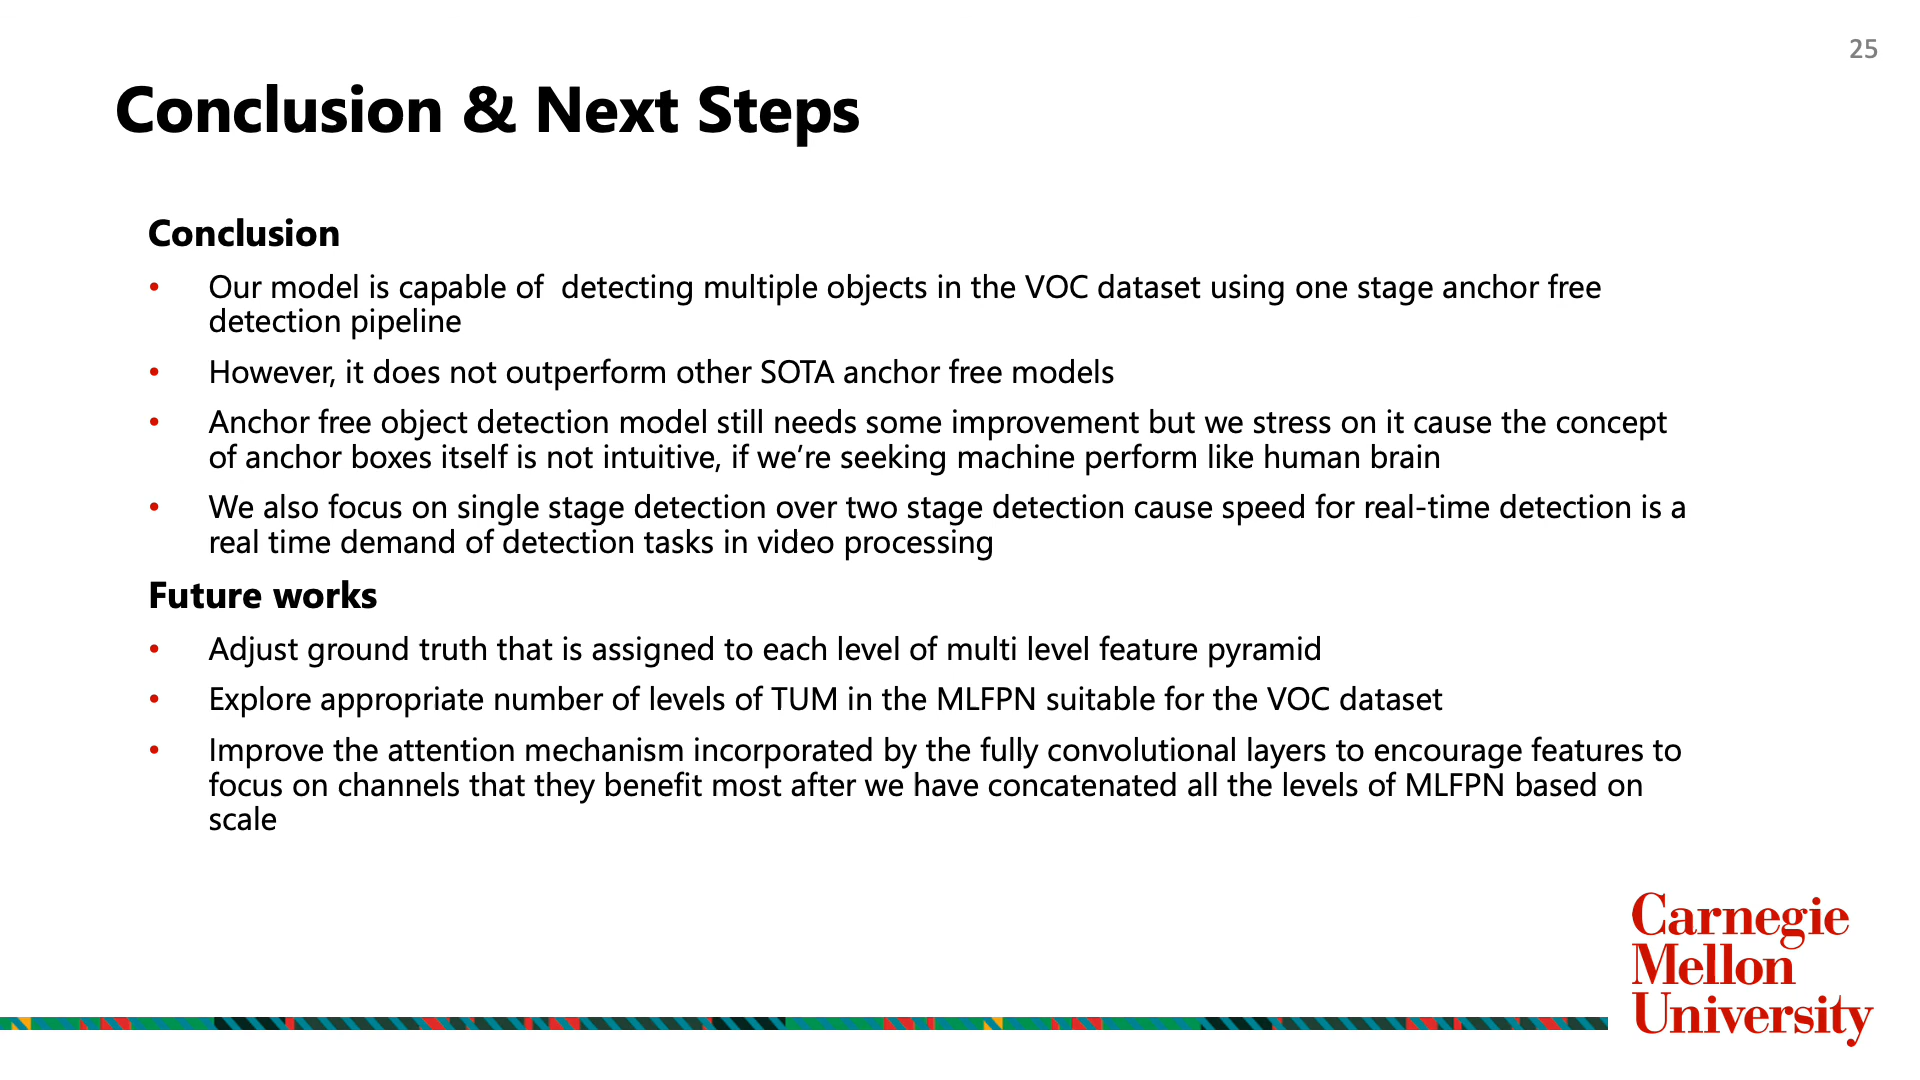 25
Conclusion & Next Steps
Conclusion
• Our model is capable of  detecting multiple objects in the VOC dataset using one stage anchor free
detection pipeline
• However, it does not outperform other SOTA anchor free models
• Anchor free object detection model still needs some improvement but we stress on it cause the concept
of anchor boxes itself is not intuitive, if we’re seeking machine perform like human brain
• We also focus on single stage detection over two stage detection cause speed for real-time detection is a
real time demand of detection tasks in video processing
Future works
• Adjust ground truth that is assigned to each level of multi level feature pyramid
• Explore appropriate number of levels of TUM in the MLFPN suitable for the VOC dataset
• Improve the attention mechanism incorporated by the fully convolutional layers to encourage features to
focus on channels that they benefit most after we have concatenated all the levels of MLFPN based on
scale
Carnegie
Mellon
University